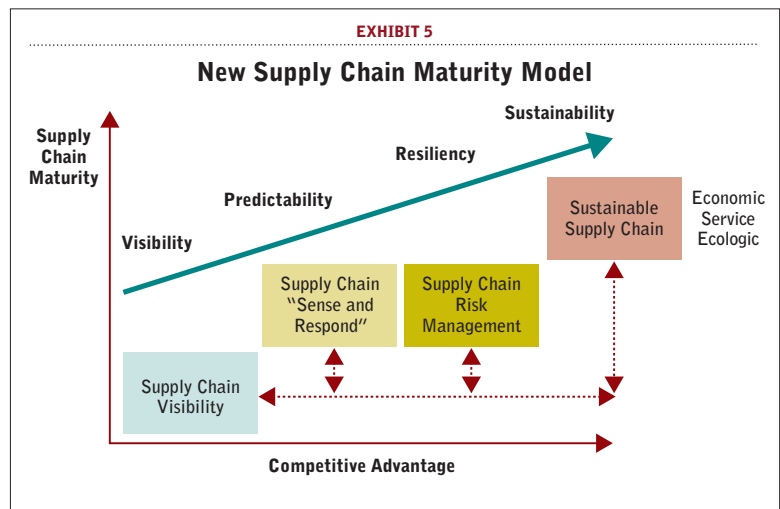 EXHIBIT 5
New Supply Chain Maturity Model
Supply
Chain
Maturity
Sustainability
Resiliency
Predictability
Visibility
Sustainable
Supply Chain
Economic
Service
Ecologic
Supply Chain
“Sense and
Respond”
Supply Chain
Risk
Management
Supply Chain
Visibility
Competitive Advantage